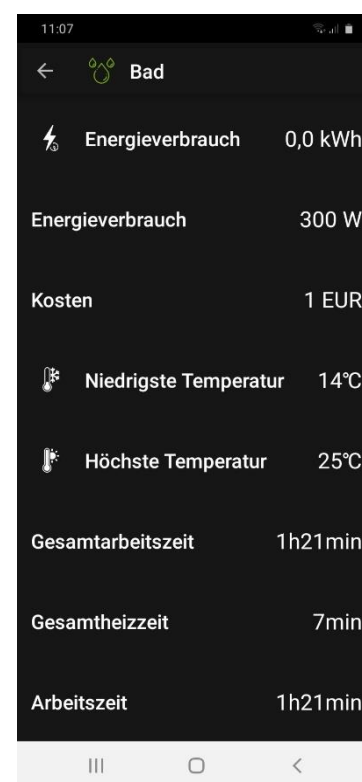 11:07
Bad
Energieverbrauch 0,0 kWh
Energieverbrauch 300 W
Kosten 1 EUR
Niedrigste Temperatur 14°C
Höchste Temperatur 25°C
Gesamtarbeitszeit 1h21min
Gesamtheizzeit 7min
Arbeitszeit 1h21min